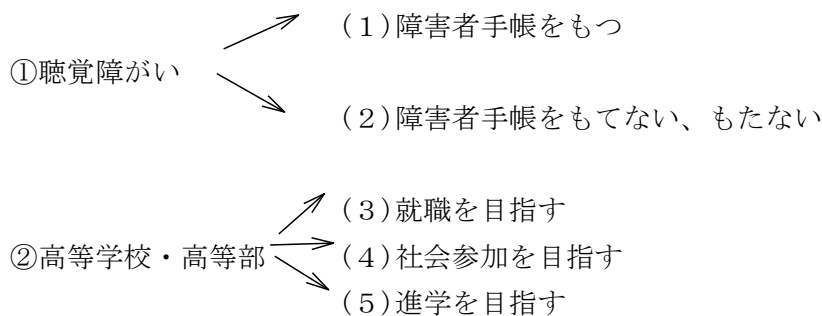 (1)障害者手帳をもつ
①聴覚障がい
(2)障害者手帳をもてない、もたない
(3)就職を目指す
②高等学校・高等部
(4)社会参加を目指す
(5)進学を目指す